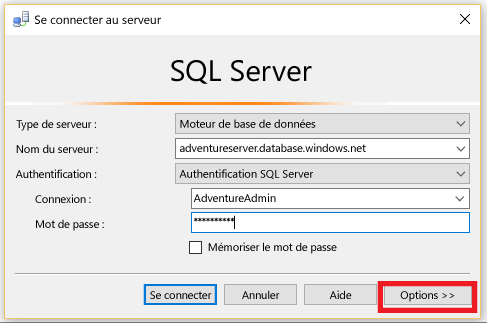 Se connecter au serveur
SQL Server
Type de serveur : Moteur de base de données
Nom du serveur : adventureserver.database.windows.net
Authentification : Authentification SQL Server
Connexion : AdventureAdmin
Mot de passe : **********
Mémoriser le mot de passe
Se connecter Annuler Aide Options >>